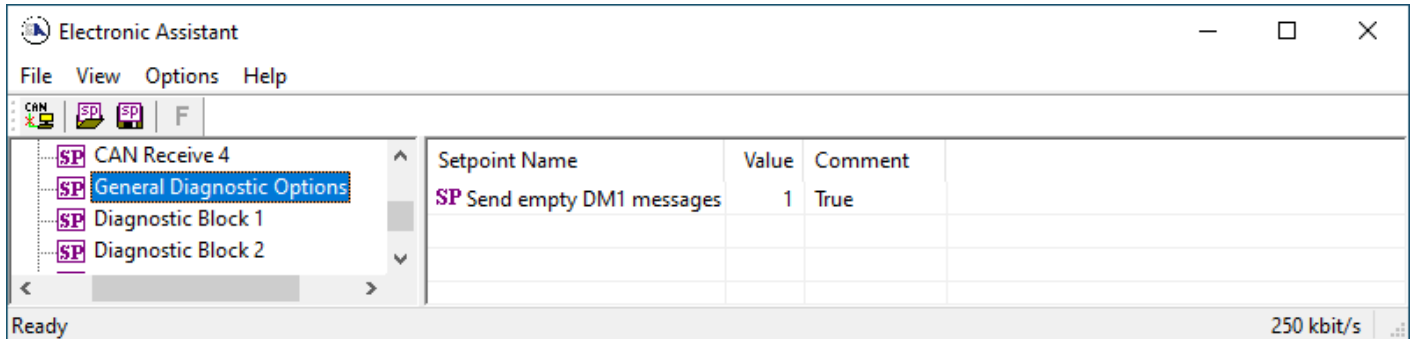 Electronic Assistant
File View Options Help
CAN SP SP F
SP CAN Receive 4
SP General Diagnostic Options
SP Diagnostic Block 1
SP Diagnostic Block 2
Setpoint Name Value Comment
SP Send empty DM1 messages 1 True
Ready 250 kbit/s